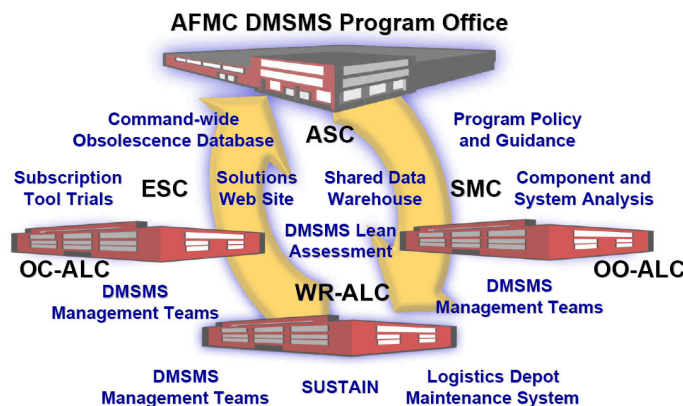 AFMC DMSMS Program Office
Command-wide
Obsolescence Database
ASC
Program Policy
and Guidance
Subscription
Tool Trials
ESC
Solutions
Web Site
Shared Data
Warehouse
SMC
Component and
System Analysis
DMSMS Lean
Assessment
OC-ALC
OO-ALC
DMSMS
Management Teams
WR-ALC
DMSMS
Management Teams
DMSMS
Management Teams
SUSTAIN
Logistics Depot
Maintenance System